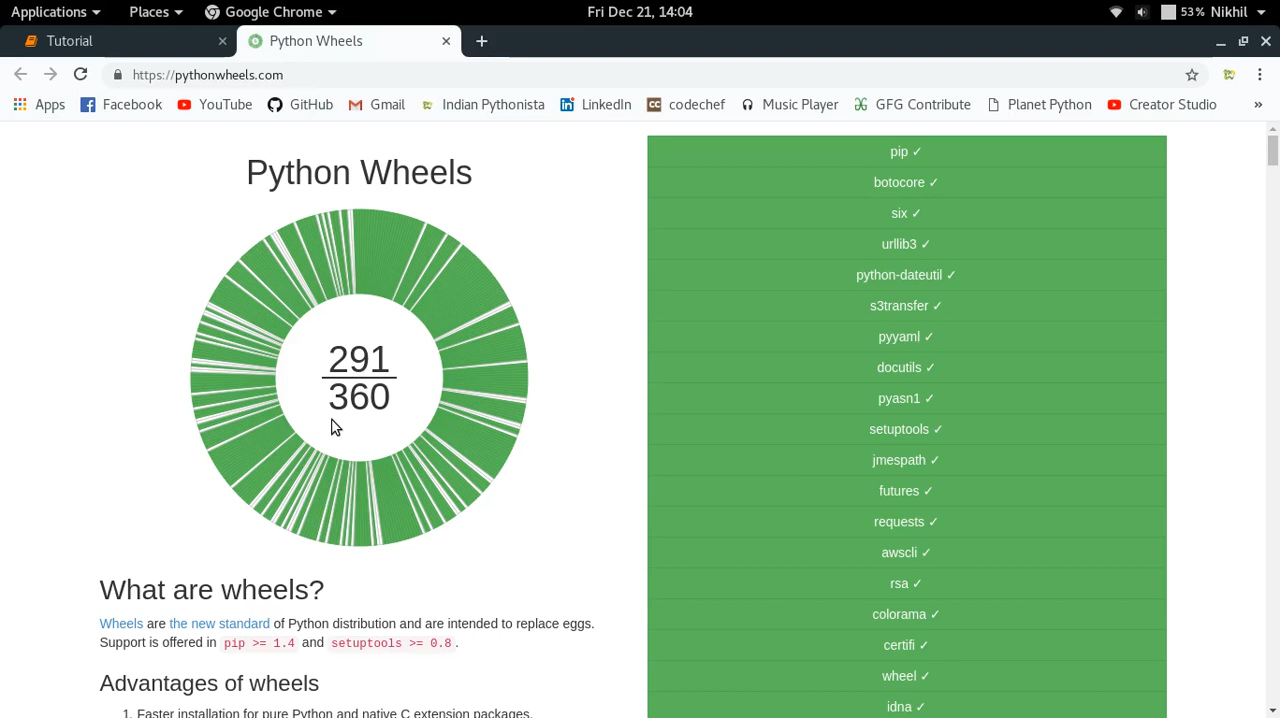 Applications Places Google Chrome Fri Dec 21, 14:04 53% Nikhil
Tutorial Python Wheels
https://pythonwheels.com
Apps Facebook YouTube GitHub Gmail Indian Pythonista LinkedIn codechef Music Player GFG Contribute Planet Python Creator Studio »
Python Wheels
291
360
What are wheels?
Wheels are the new standard of Python distribution and are intended to replace eggs.
Support is offered in pip >= 1.4 and setuptools >= 0.8.
Advantages of wheels
1. Faster installation for pure Python and native C extension packages.
pip ✓
botocore ✓
six ✓
urllib3 ✓
python-dateutil ✓
s3transfer ✓
pyyaml ✓
docutils ✓
pyasn1 ✓
setuptools ✓
jmespath ✓
futures ✓
requests ✓
awscli ✓
rsa ✓
colorama ✓
certifi ✓
wheel ✓
idna ✓